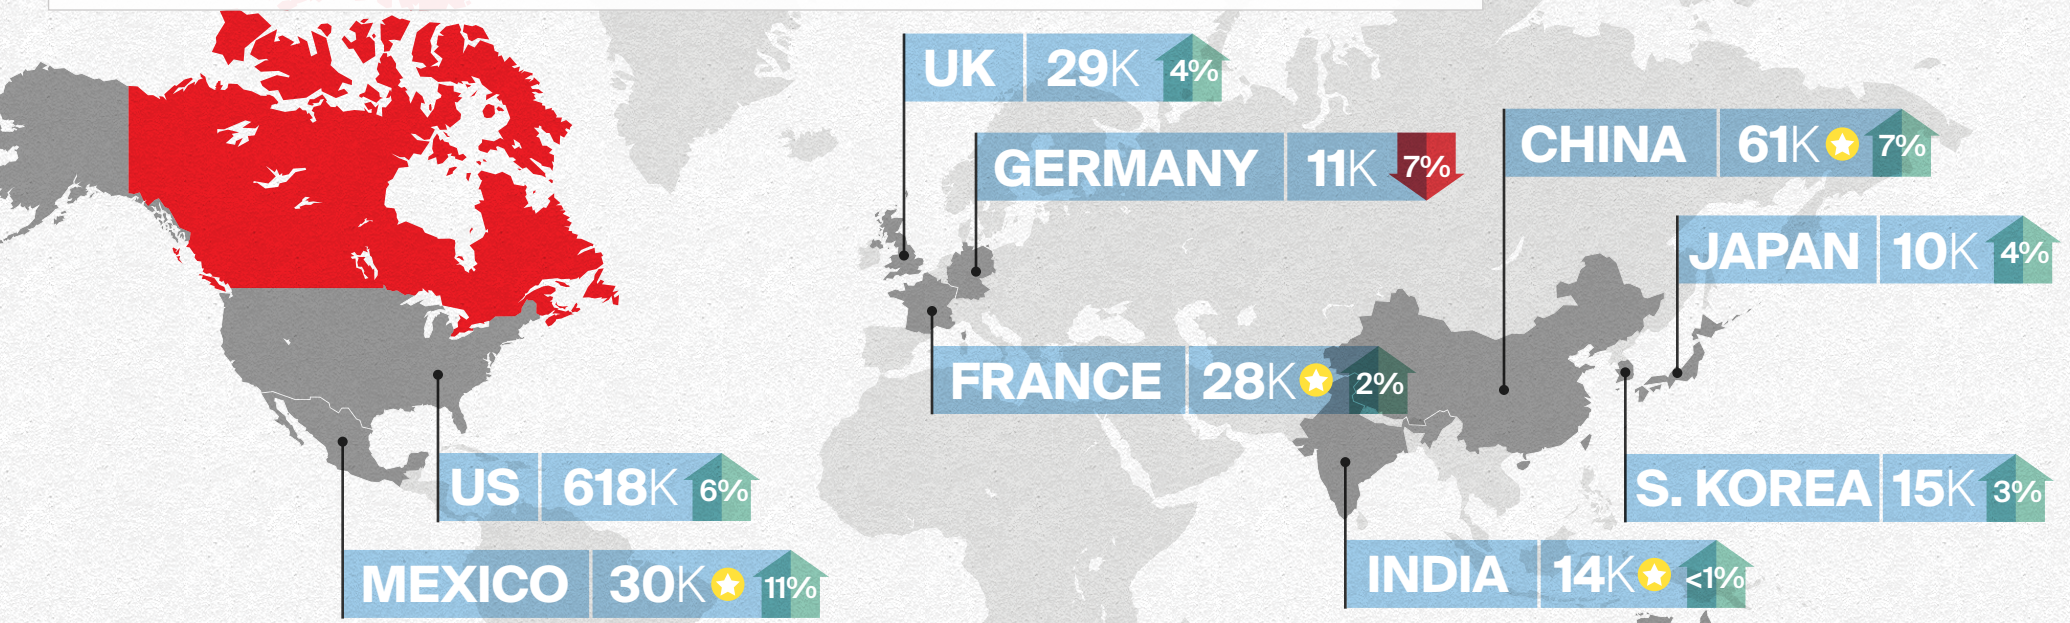 UK 29K 4%
GERMANY 11K 7%
CHINA 61K 7%
JAPAN 10K 4%
FRANCE 28K 2%
US 618K 6%
S. KOREA 15K 3%
MEXICO 30K 11%
INDIA 14K <1%